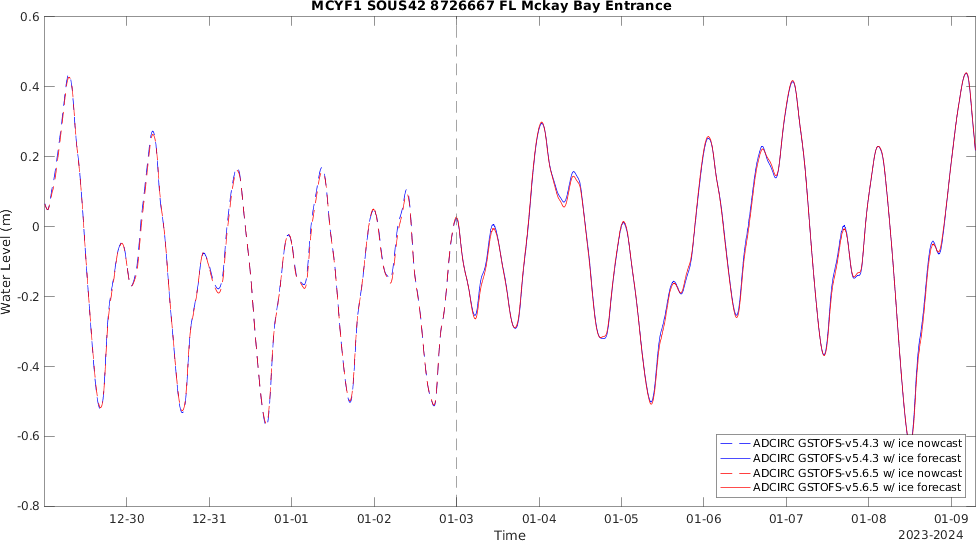 MCYF1 SOUS42 8726667 FL Mckay Bay Entrance
0.6
0.4
0.2
0
-0.2
-0.4
-0.6
-0.8
Water Level (m)
ADCIRC GSTOFS-v5.4.3 w/ ice nowcast
ADCIRC GSTOFS-v5.4.3 w/ ice forecast
ADCIRC GSTOFS-v5.6.5 w/ ice nowcast
ADCIRC GSTOFS-v5.6.5 w/ ice forecast
12-30 12-31 01-01 01-02 01-03 01-04 01-05 01-06 01-07 01-08 01-09
Time
2023-2024